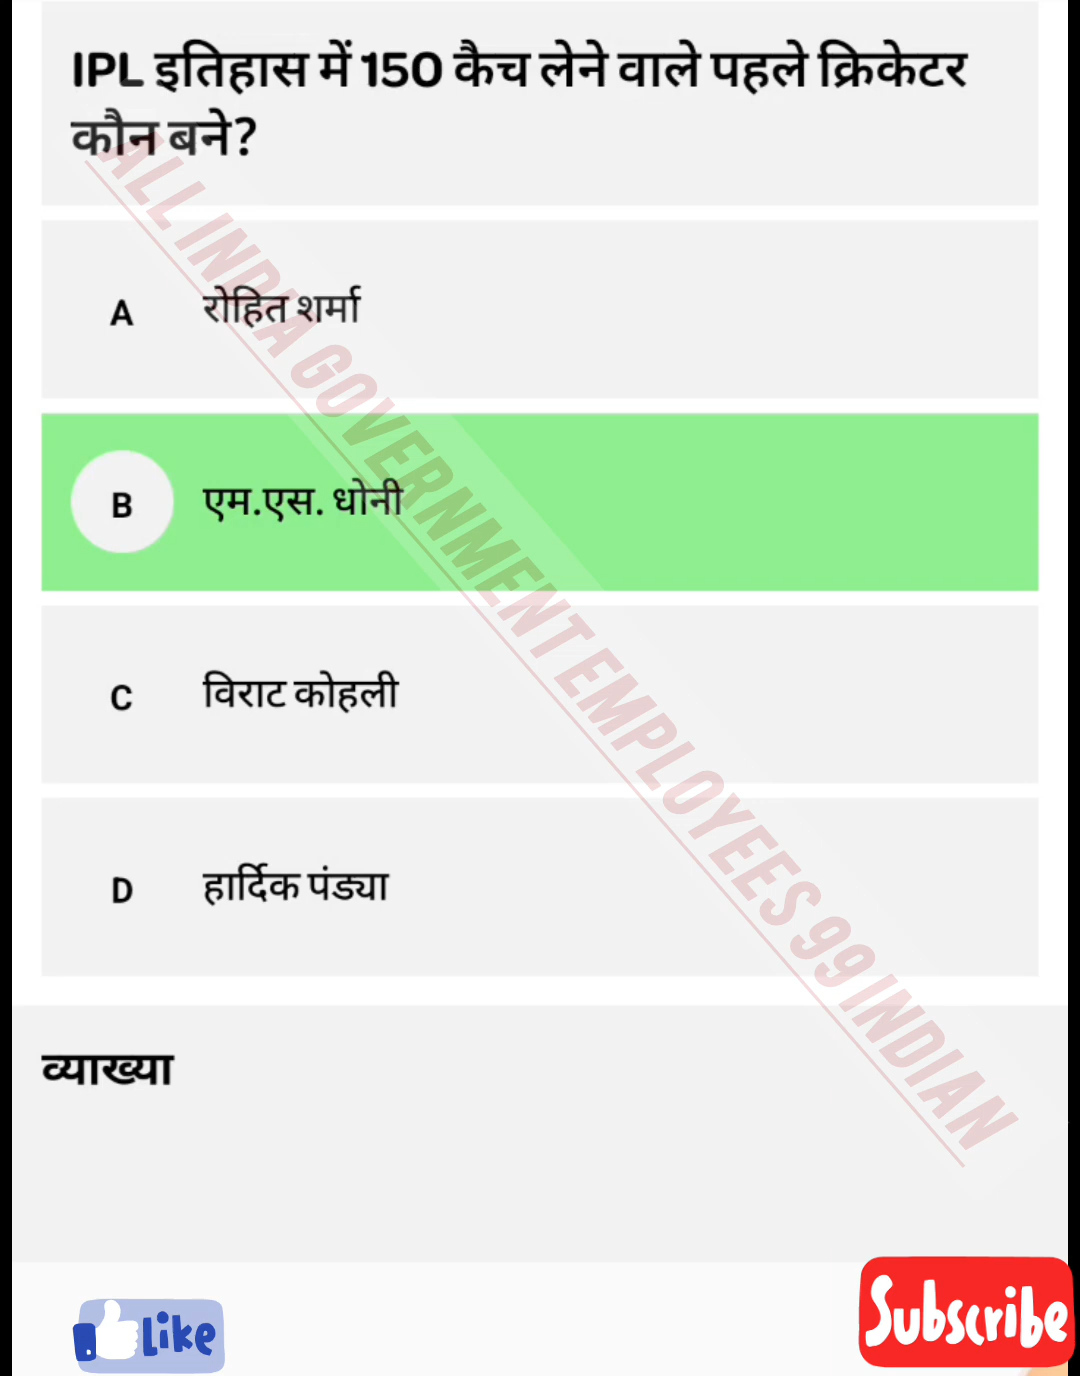 IPL इतिहास में 150 कैच लेने वाले पहले क्रिकेटर
कौन बने?
A रोहित शर्मा
B एम.एस. धोनी
C विराट कोहली
D हार्दिक पंड्या
ALL INDIA GOVERNMENT EMPLOYEES 99 INDIAN
व्याख्या
Like
Subscribe